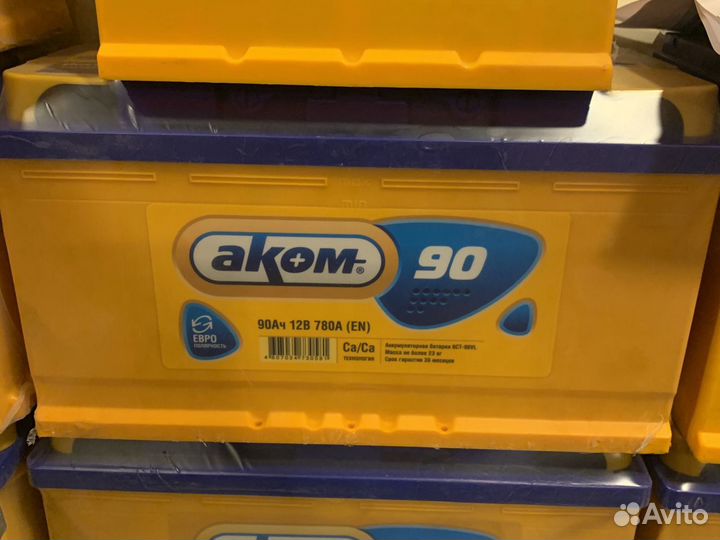 аком®
90
90Ач 12В 780А (EN)
ЕВРО
ПОЛЯРНОСТЬ
Ca/Ca
ТЕХНОЛОГИЯ
Аккумуляторная батарея 6СТ-90VL
Масса не более 23 кг
Срок гарантии 36 месяцев
4607034730081
Avito